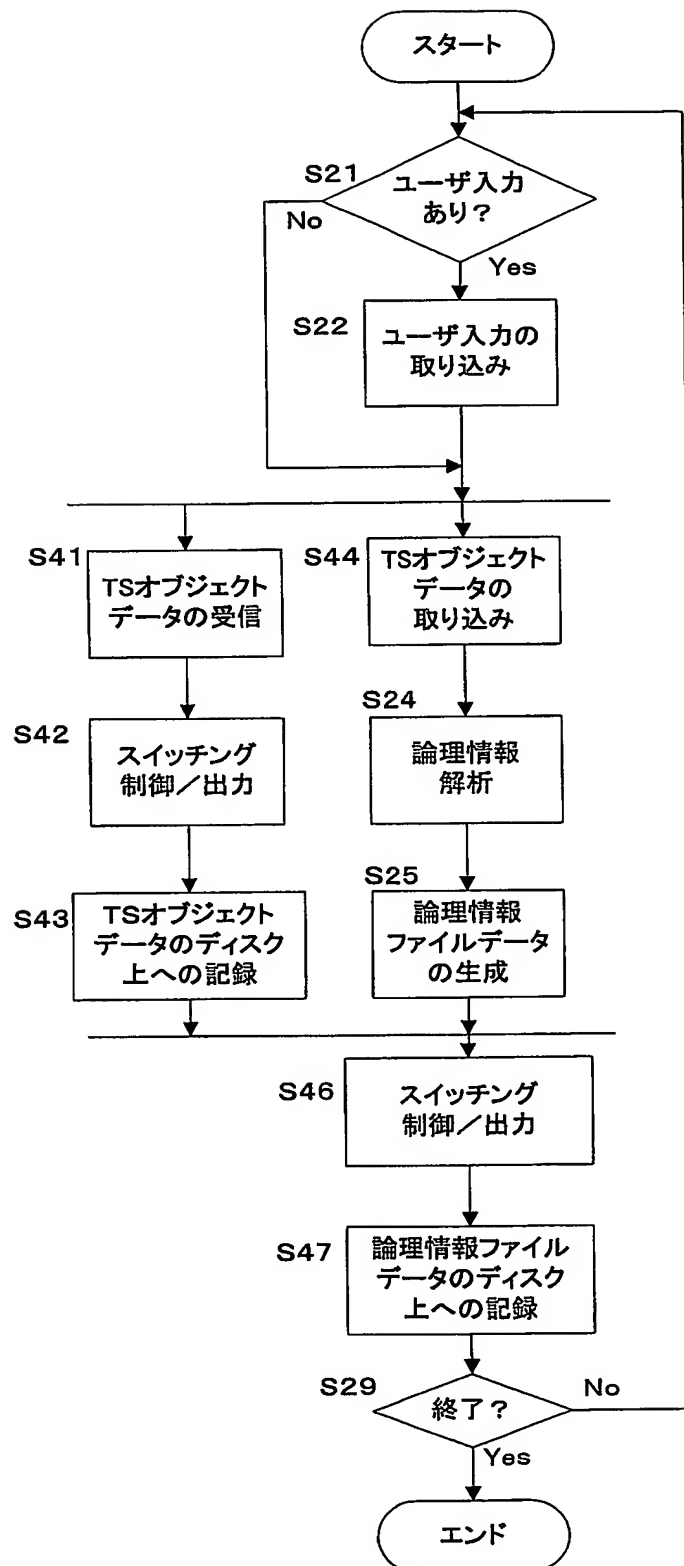 スタート
S21
ユーザ入力
あり?
No
Yes
S22
ユーザ入力の
取り込み
S41
TSオブジェクト
データの受信
S44
TSオブジェクト
データの
取り込み
S42
スイッチング
制御/出力
S24
論理情報
解析
S43
TSオブジェクト
データのディスク
上への記録
S25
論理情報
ファイルデータ
の生成
S46
スイッチング
制御/出力
S47
論理情報ファイル
データのディスク
上への記録
S29
終了?
No
Yes
エンド